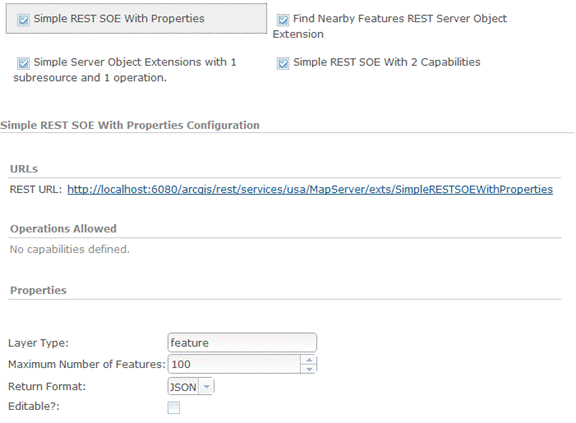 Simple REST SOE With Properties
Find Nearby Features REST Server Object
Extension
Simple Server Object Extensions with 1
subresource and 1 operation.
Simple REST SOE With 2 Capabilities
Simple REST SOE With Properties Configuration
URLs
REST URL: http://localhost:6080/arcgis/rest/services/usa/MapServer/exts/SimpleRESTSOEWithProperties
Operations Allowed
No capabilities defined.
Properties
Layer Type: feature
Maximum Number of Features: 100
Return Format: JSON
Editable?: